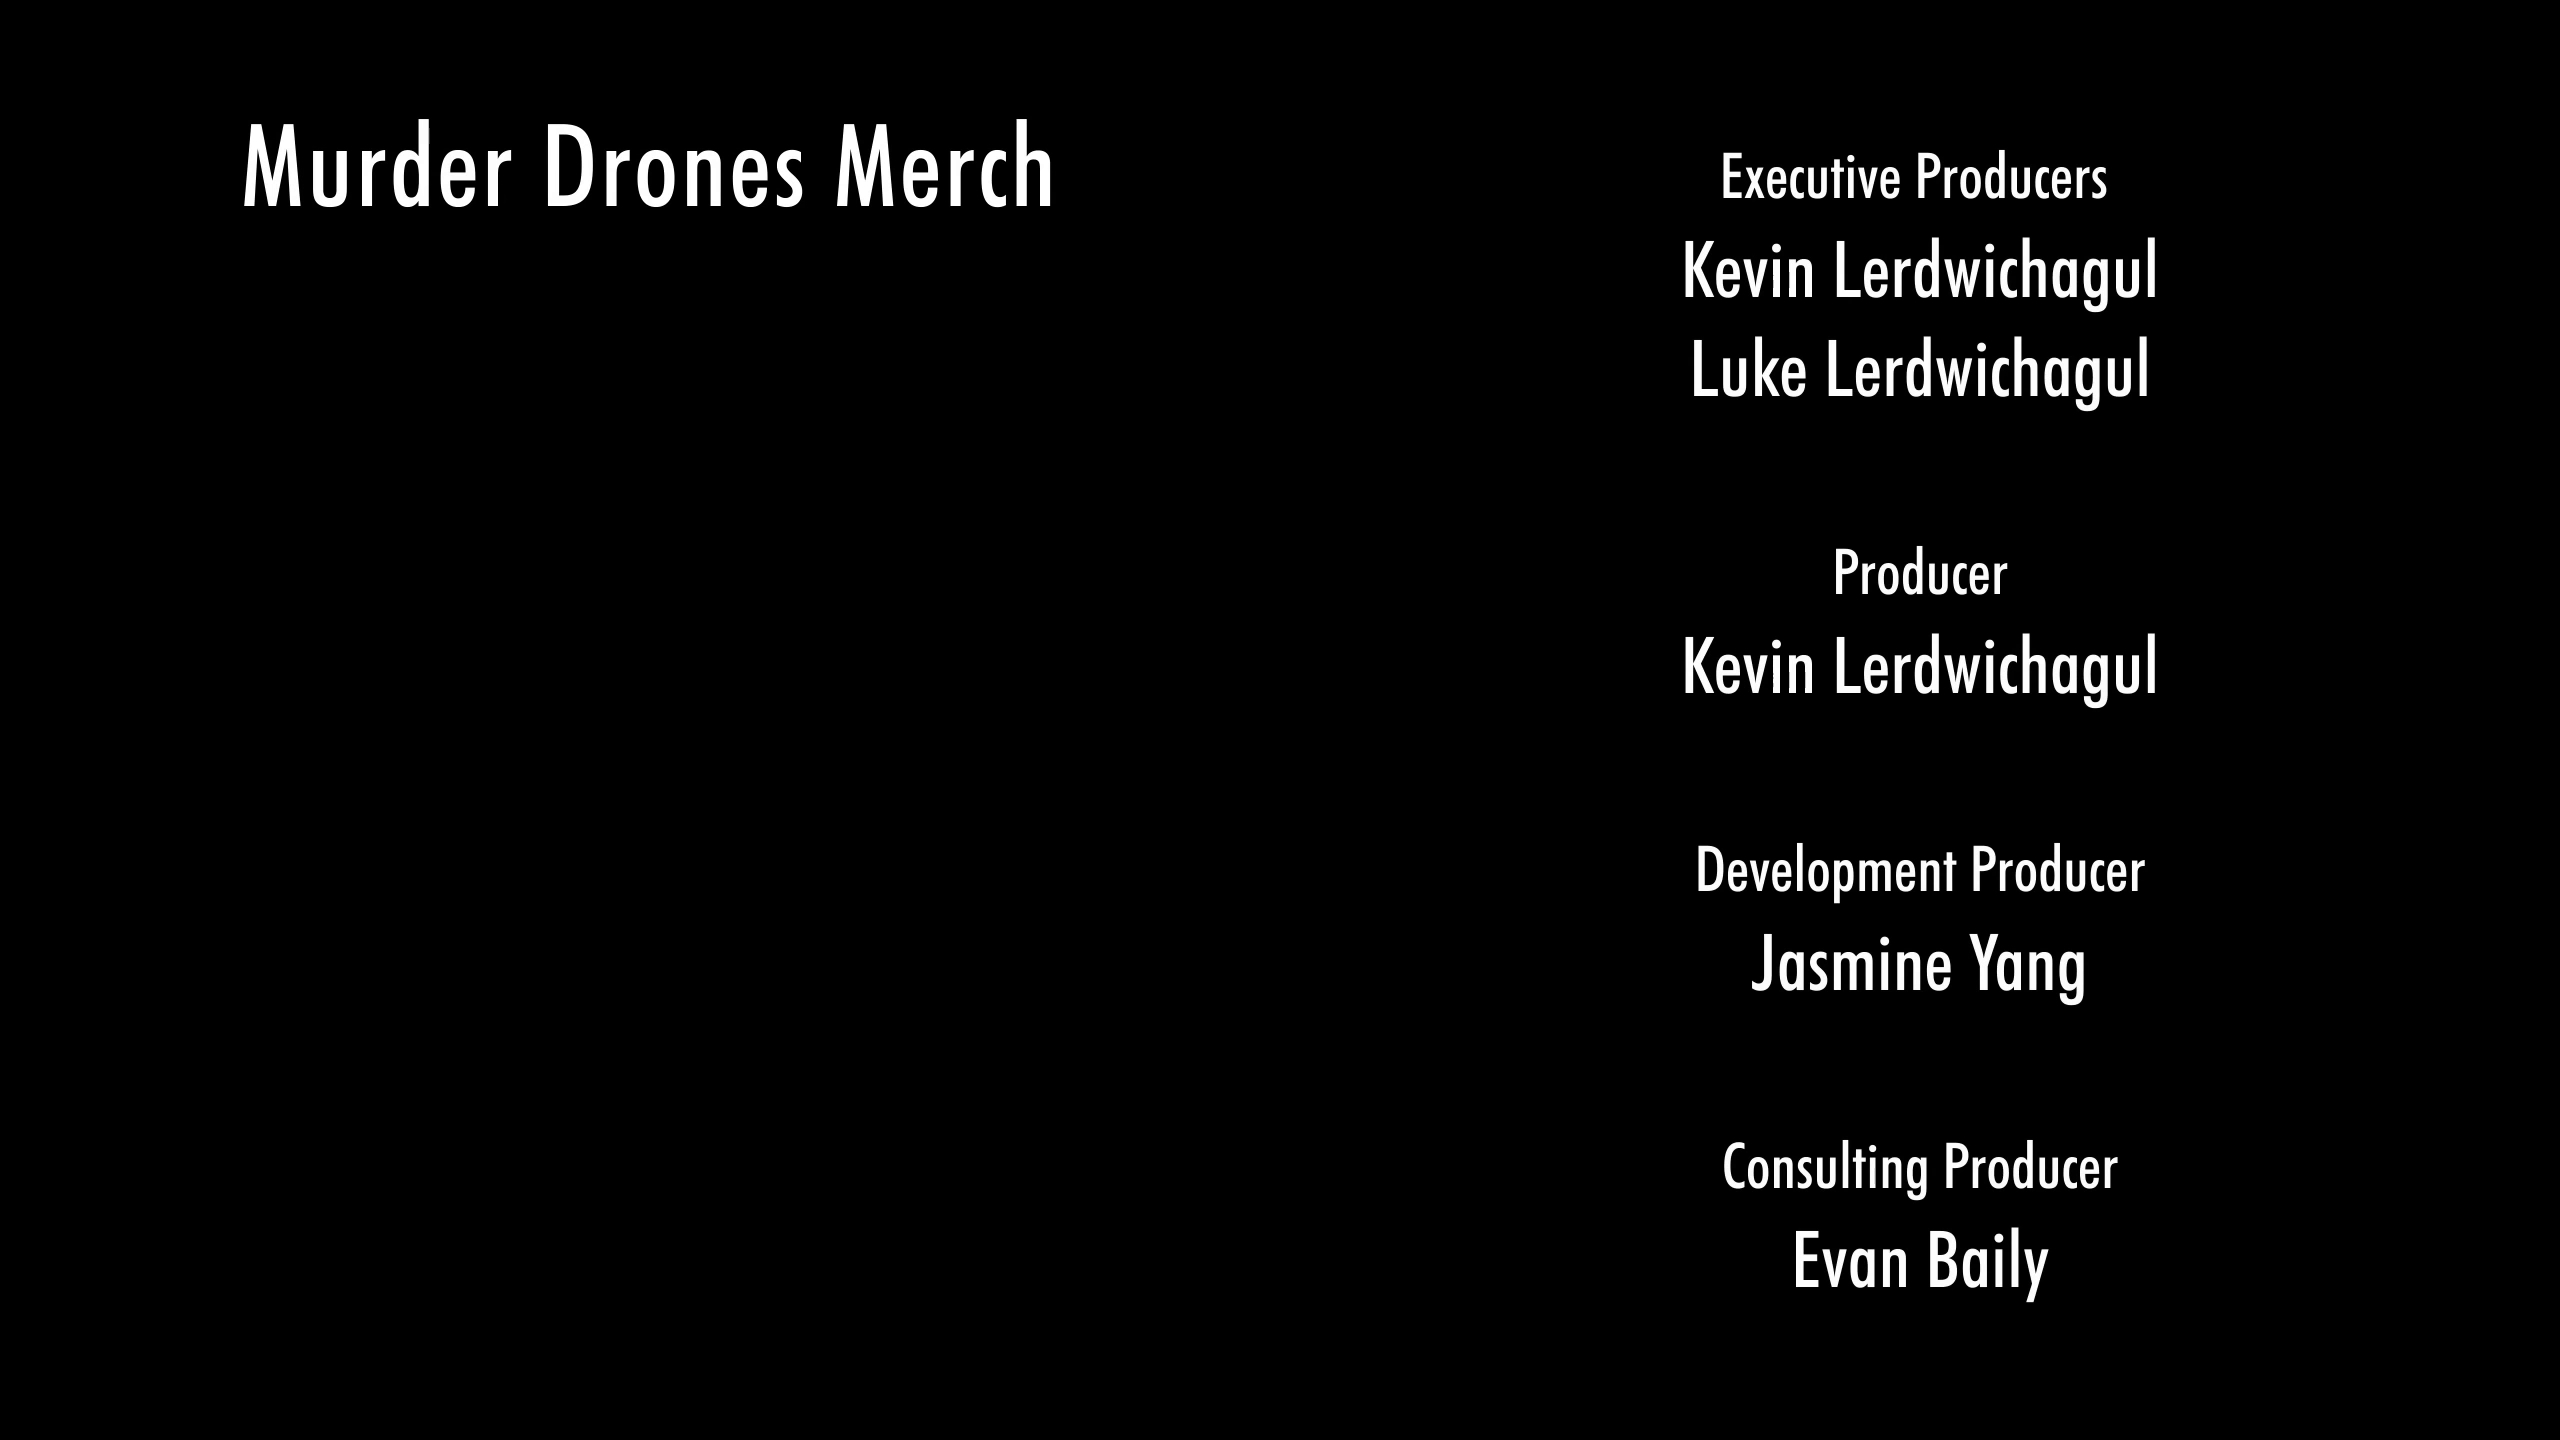 Murder Drones Merch
Executive Producers
Kevin Lerdwichagul
Luke Lerdwichagul
Producer
Kevin Lerdwichagul
Development Producer
Jasmine Yang
Consulting Producer
Evan Baily